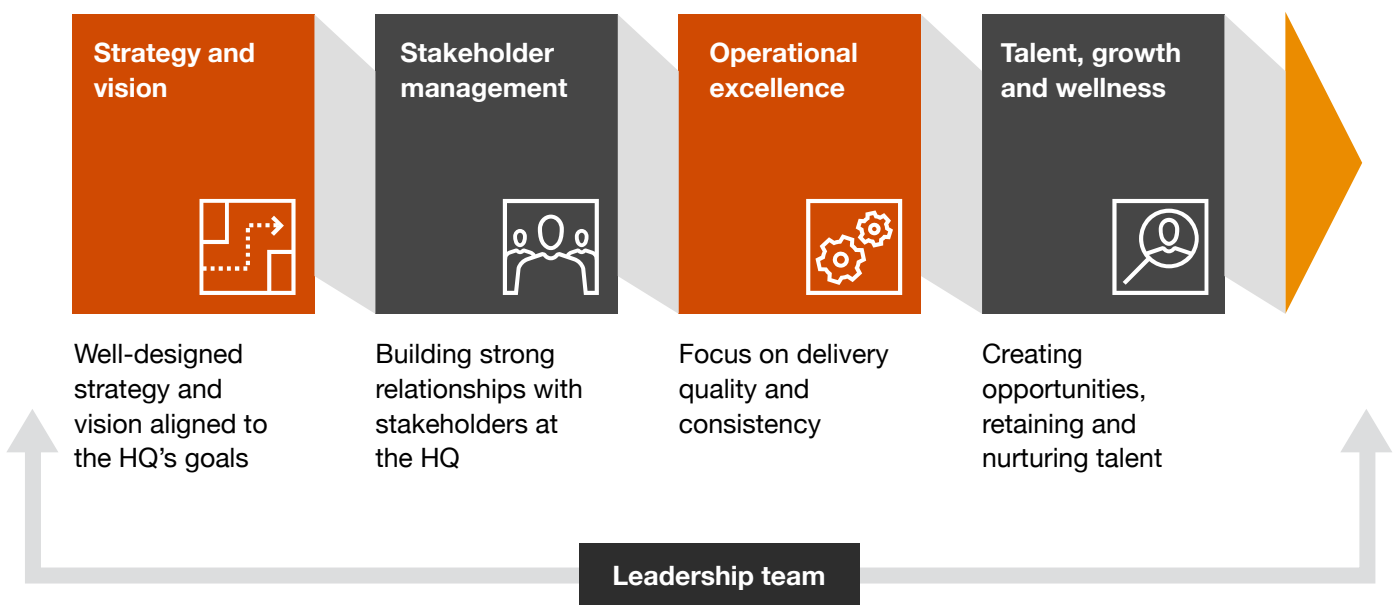 Strategy and
vision
Stakeholder
management
Operational
excellence
Talent, growth
and wellness
Well-designed
strategy and
vision aligned to
the HQ’s goals
Building strong
relationships with
stakeholders at
the HQ
Focus on delivery
quality and
consistency
Creating
opportunities,
retaining and
nurturing talent
Leadership team